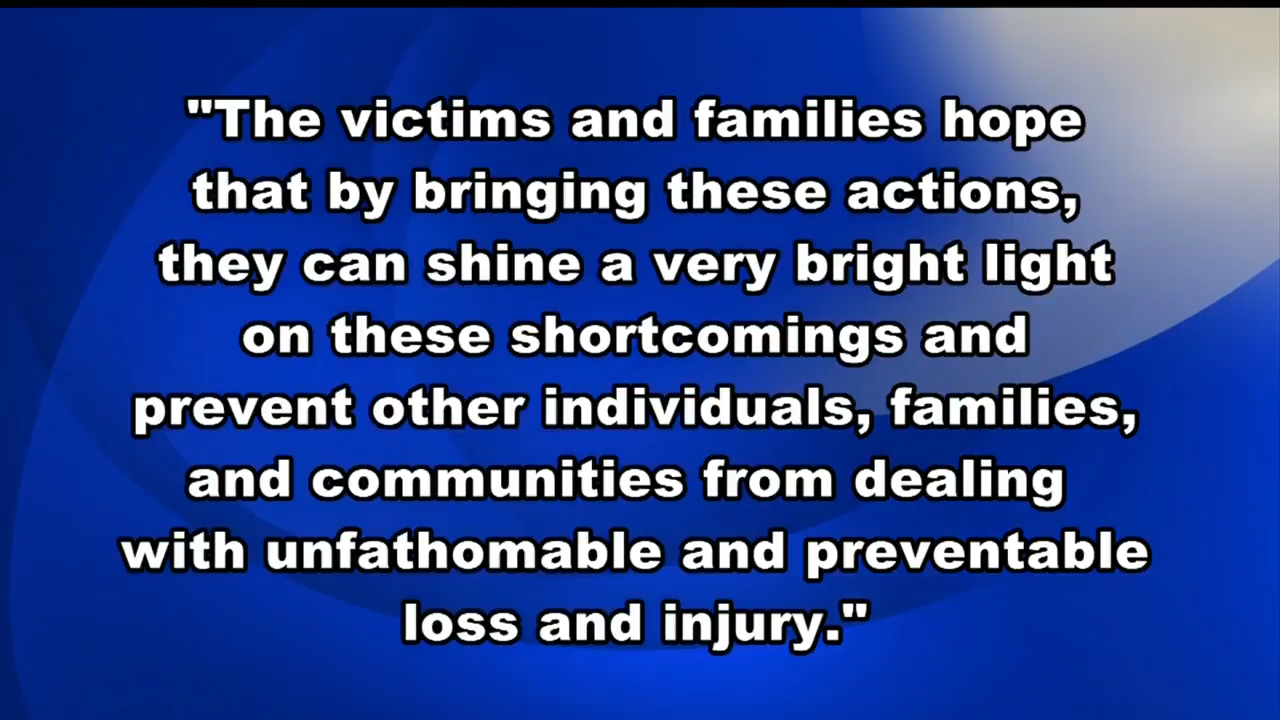 "The victims and families hope
that by bringing these actions,
they can shine a very bright light
on these shortcomings and
prevent other individuals, families,
and communities from dealing
with unfathomable and preventable
loss and injury."